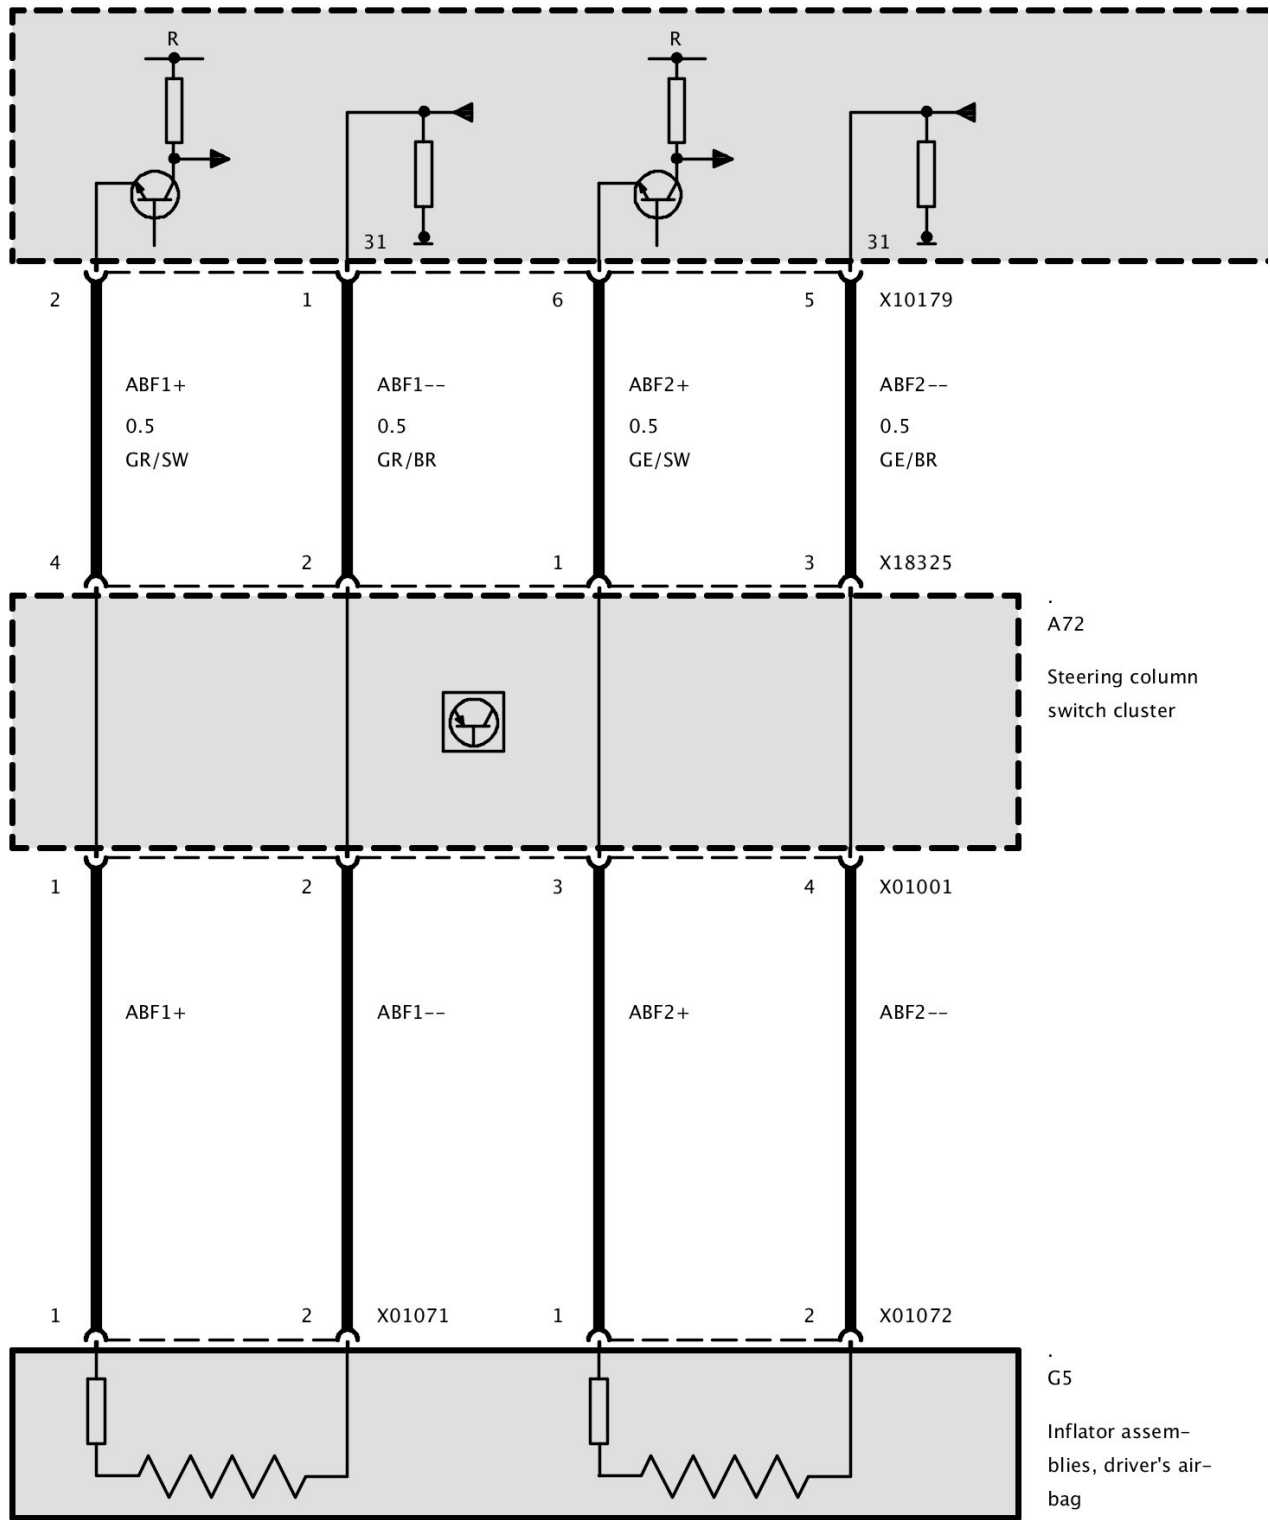 R R
31 31
2 1 6 5 X10179
ABF1+ ABF1-- ABF2+ ABF2--
0.5 0.5 0.5 0.5
GR/SW GR/BR GE/SW GE/BR
4 2 1 3 X18325
.
A72
Steering column
switch cluster
1 2 3 4 X01001
ABF1+ ABF1-- ABF2+ ABF2--
1 2 X01071 1 2 X01072
.
G5
Inflator assem-
blies, driver's air-
bag